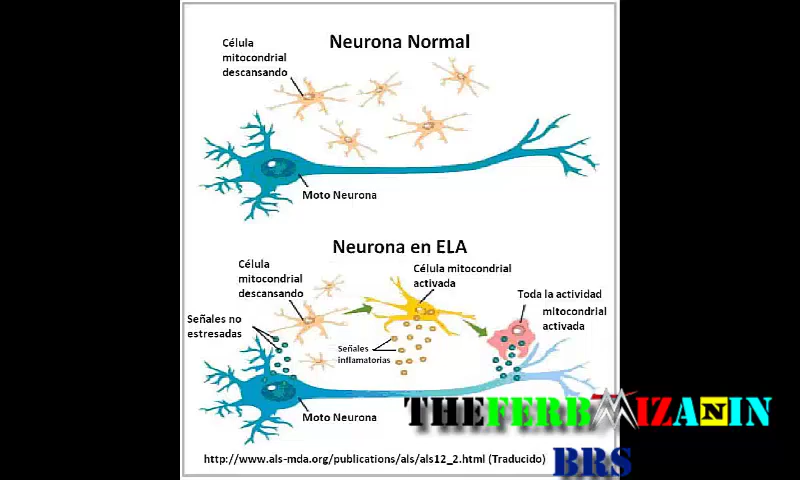 Neurona Normal
Célula
mitocondrial
descansando
Moto Neurona
Neurona en ELA
Célula
mitocondrial
descansando
Célula mitocondrial
activada
Toda la actividad
mitocondrial
activada
Señales no
estresadas
Señales
inflamatorias
Moto Neurona
THEFERBMIZANIN
BRS
http://www.als-mda.org/publications/als/als12_2.html (Traducido)